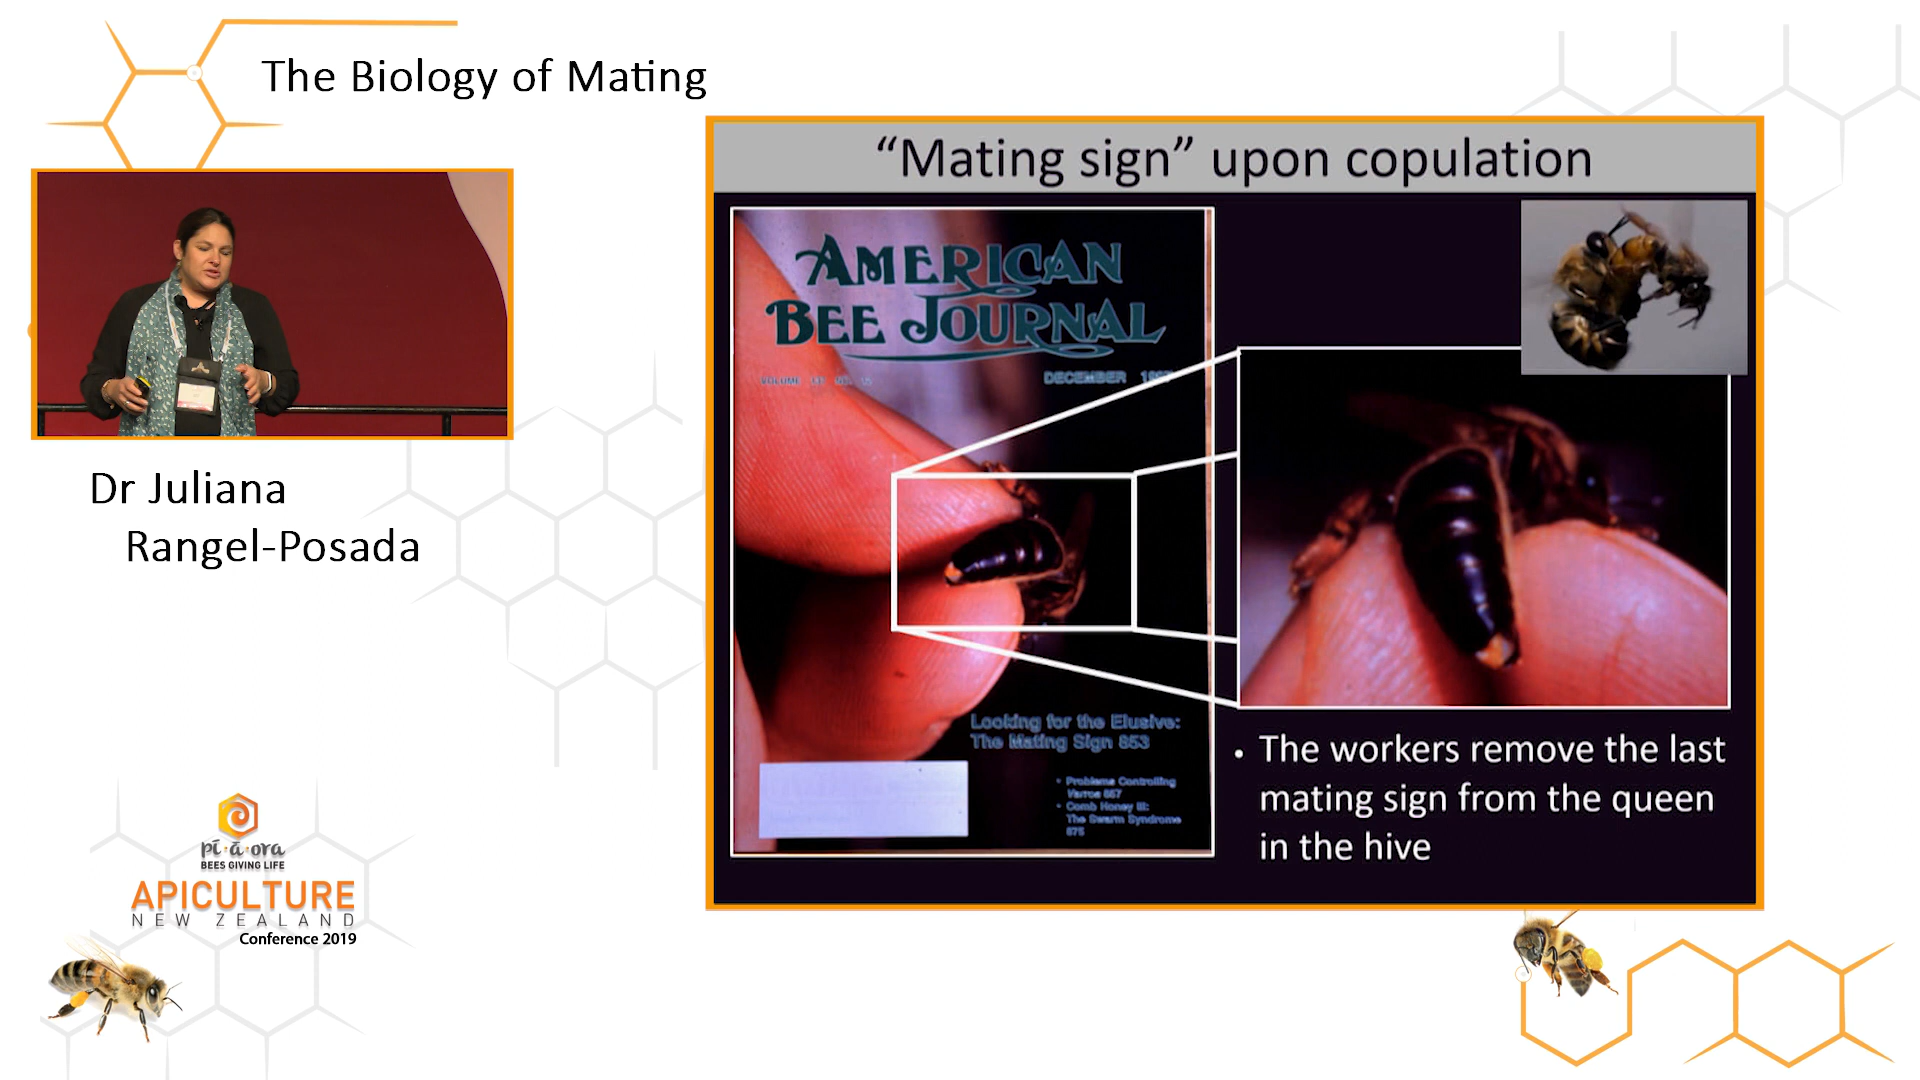 The Biology of Mating
Dr Juliana
Rangel-Posada
pī·ā·ora
BEES GIVING LIFE
APICULTURE
NEW ZEALAND
Conference 2019
“Mating sign” upon copulation
AMERICAN
BEE JOURNAL
VOLUME
DECEMBER
Looking for the Elusive:
The Mating Sign 853
• Problems Controlling
Varroa 857
• Comb Honey III:
The Swarm Syndrome
875
• The workers remove the last
mating sign from the queen
in the hive